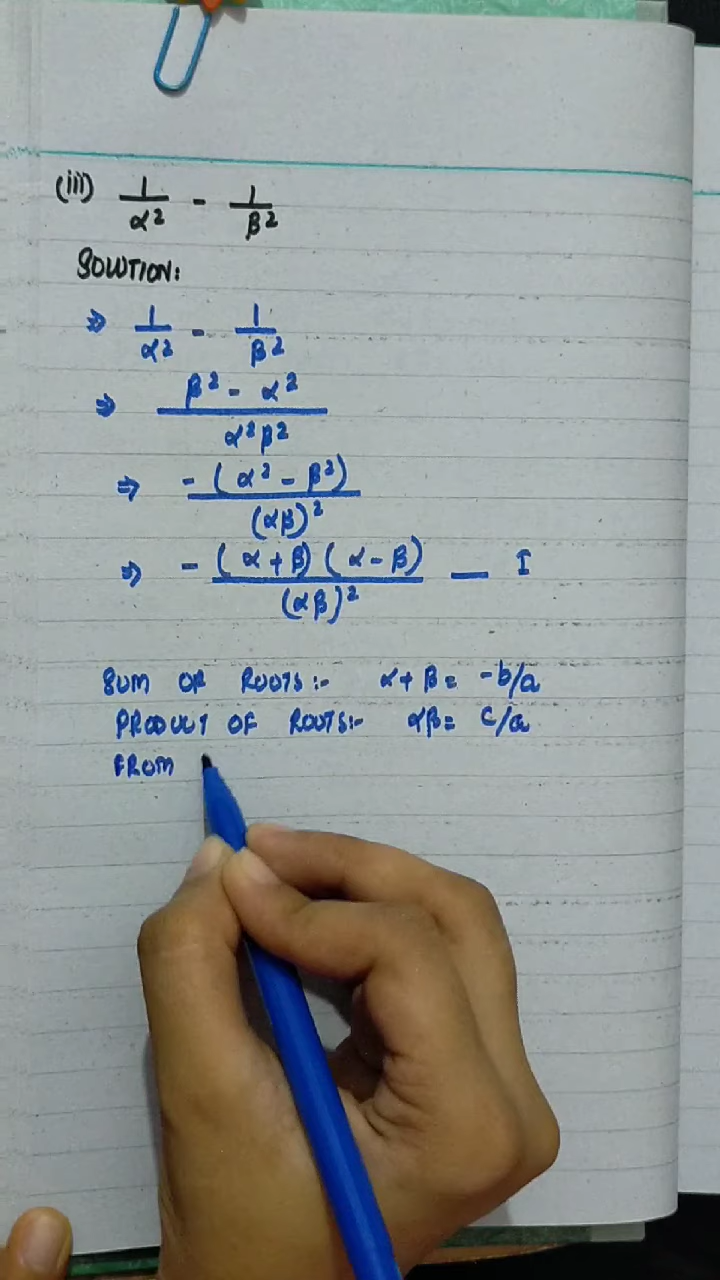 (iii) 1/α² - 1/β²
SOLUTION:
⇒ 1/α² - 1/β²
⇒ β² - α² / α²β²
⇒ -(α² - β²) / (αβ)²
⇒ -(α + β)(α - β) / (αβ)² — I
SUM OF ROOTS:- α + β = -b/a
PRODUCT OF ROOTS:- αβ = c/a
FROM